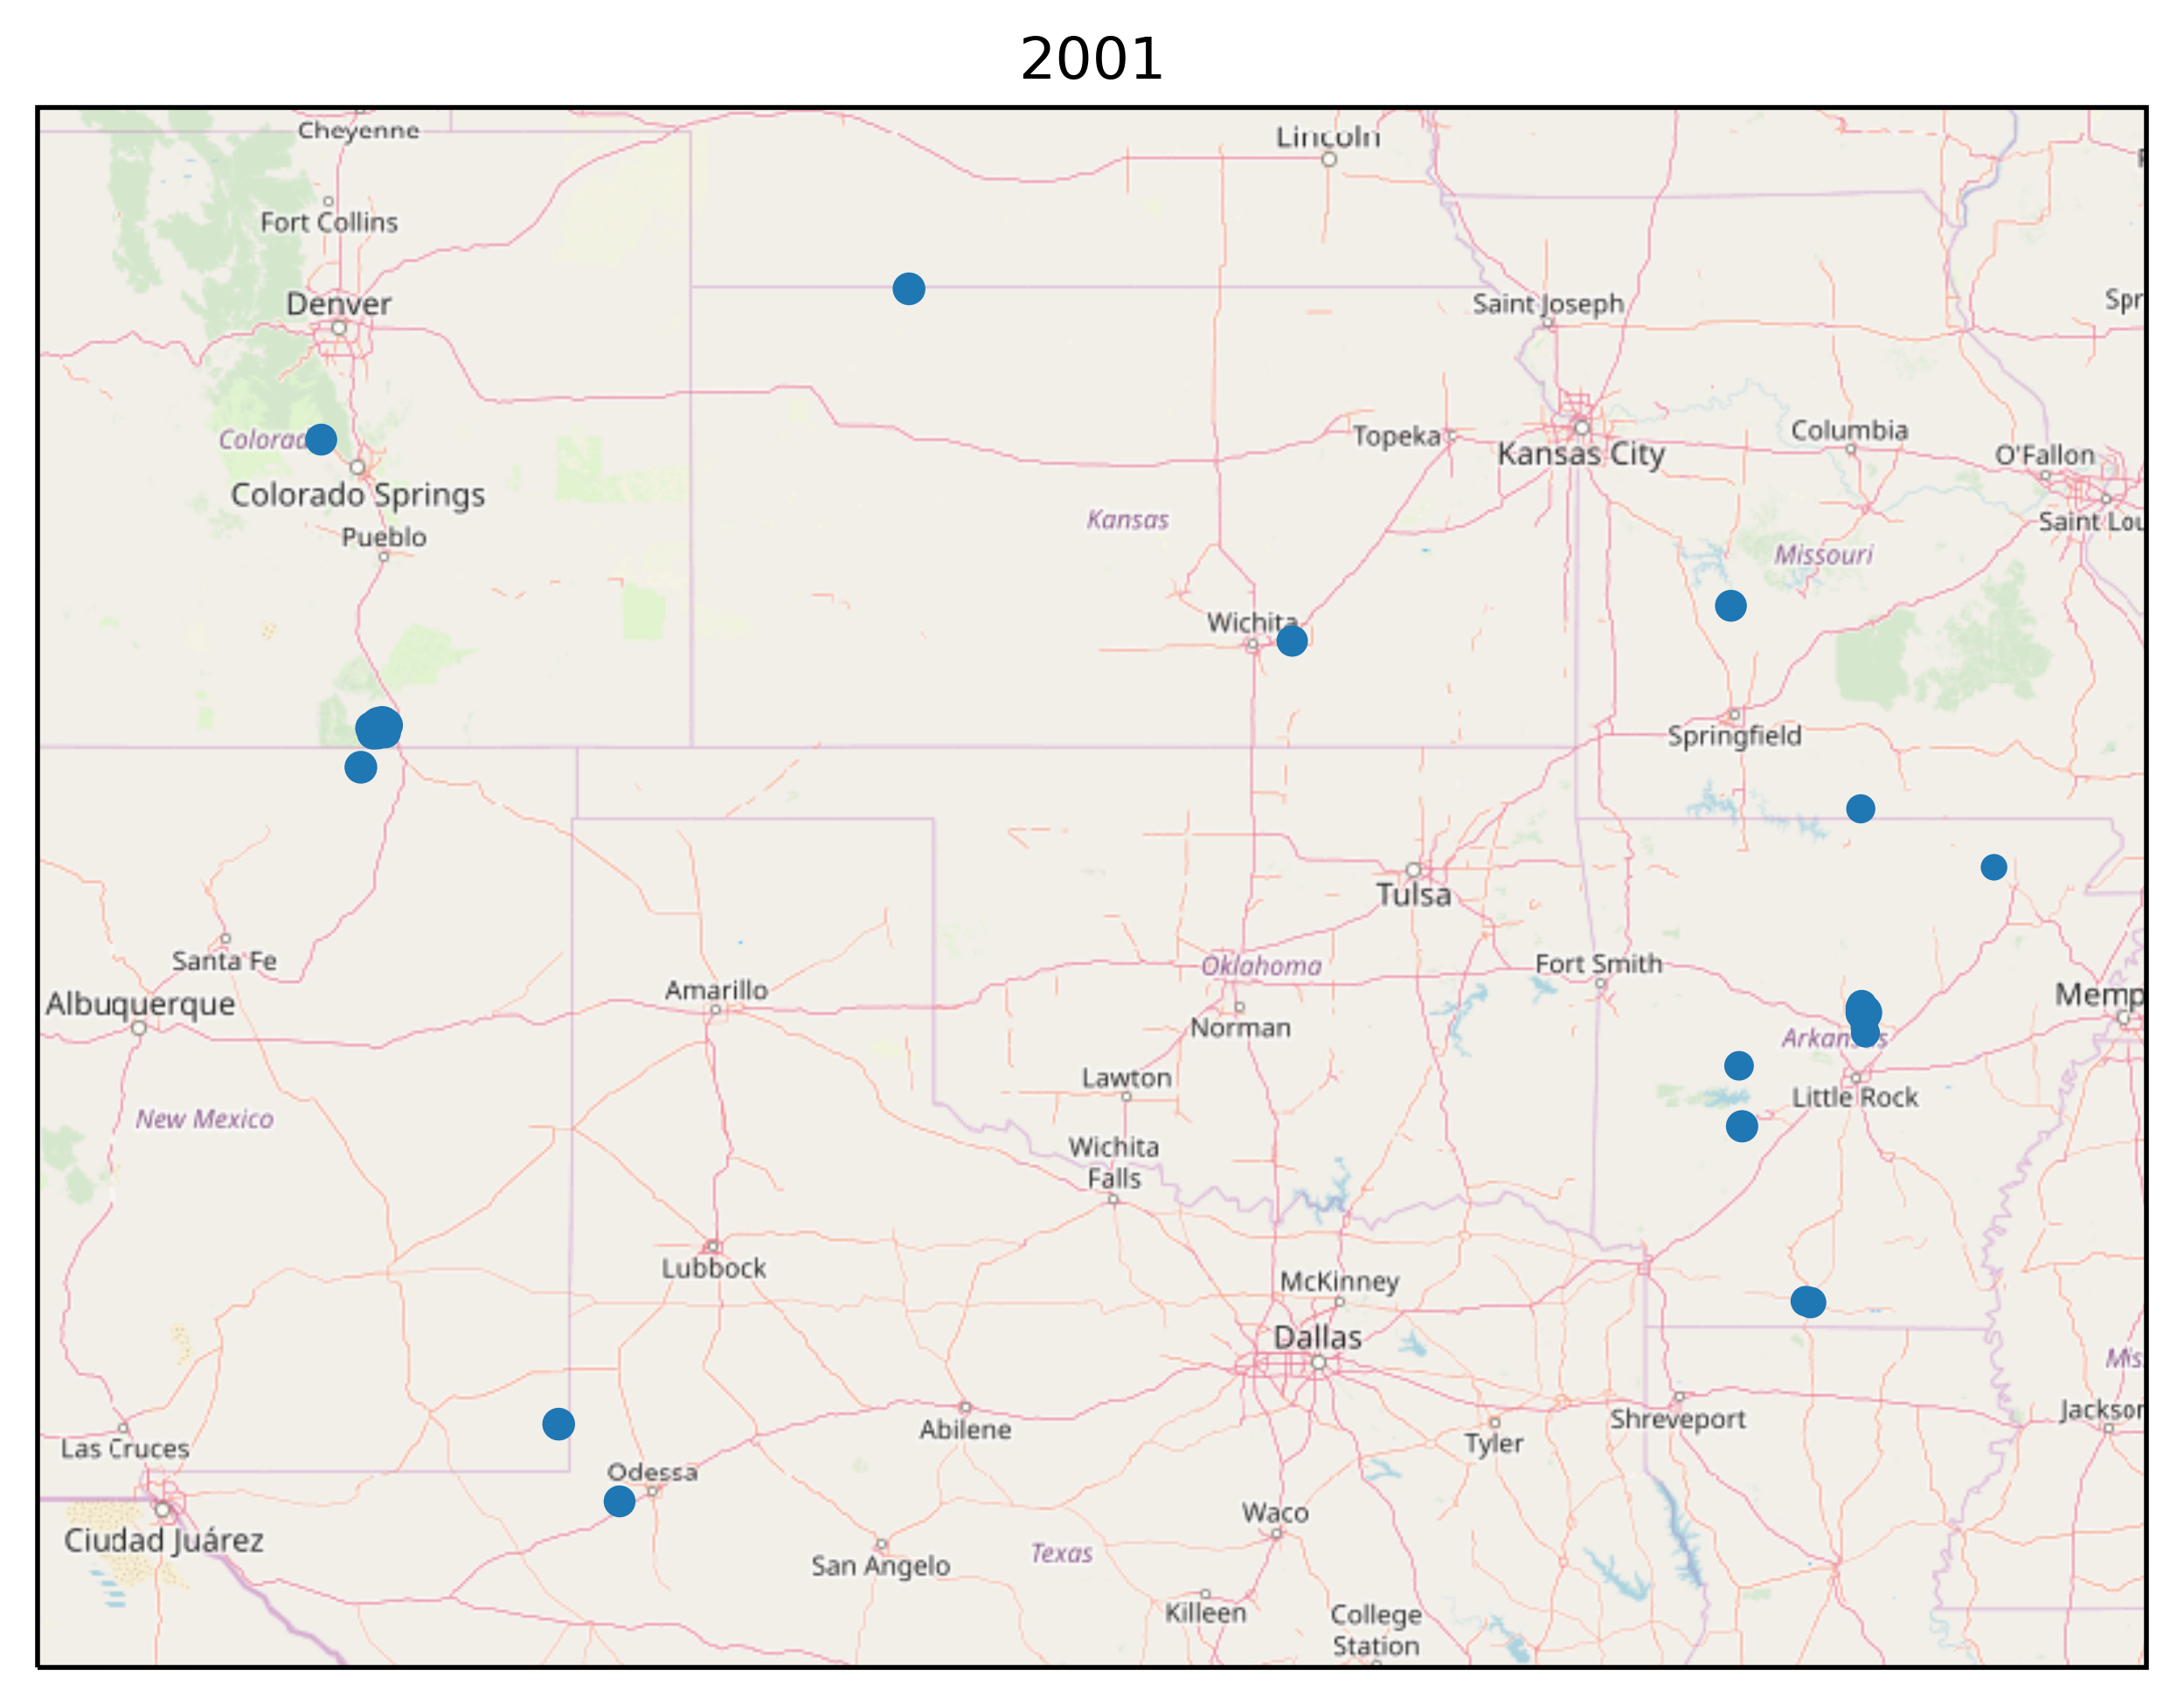 2001
Cheyenne
Lincoln
Fort Collins
Denver
Saint Joseph
Spr
Colorad
Topeka
Kansas City
Columbia
O'Fallon
Colorado Springs
Pueblo
Kansas
Saint Lou
Missouri
Wichita
Springfield
Tulsa
Santa Fe
Albuquerque
Amarillo
Oklahoma
Norman
Fort Smith
Memp
Arkansas
Little Rock
Lawton
New Mexico
Wichita
Falls
Lubbock
McKinney
Dallas
Mis
Las Cruces
Abilene
Tyler
Shreveport
Jackson
Odessa
Ciudad Juárez
San Angelo
Texas
Waco
Killeen
College
Station